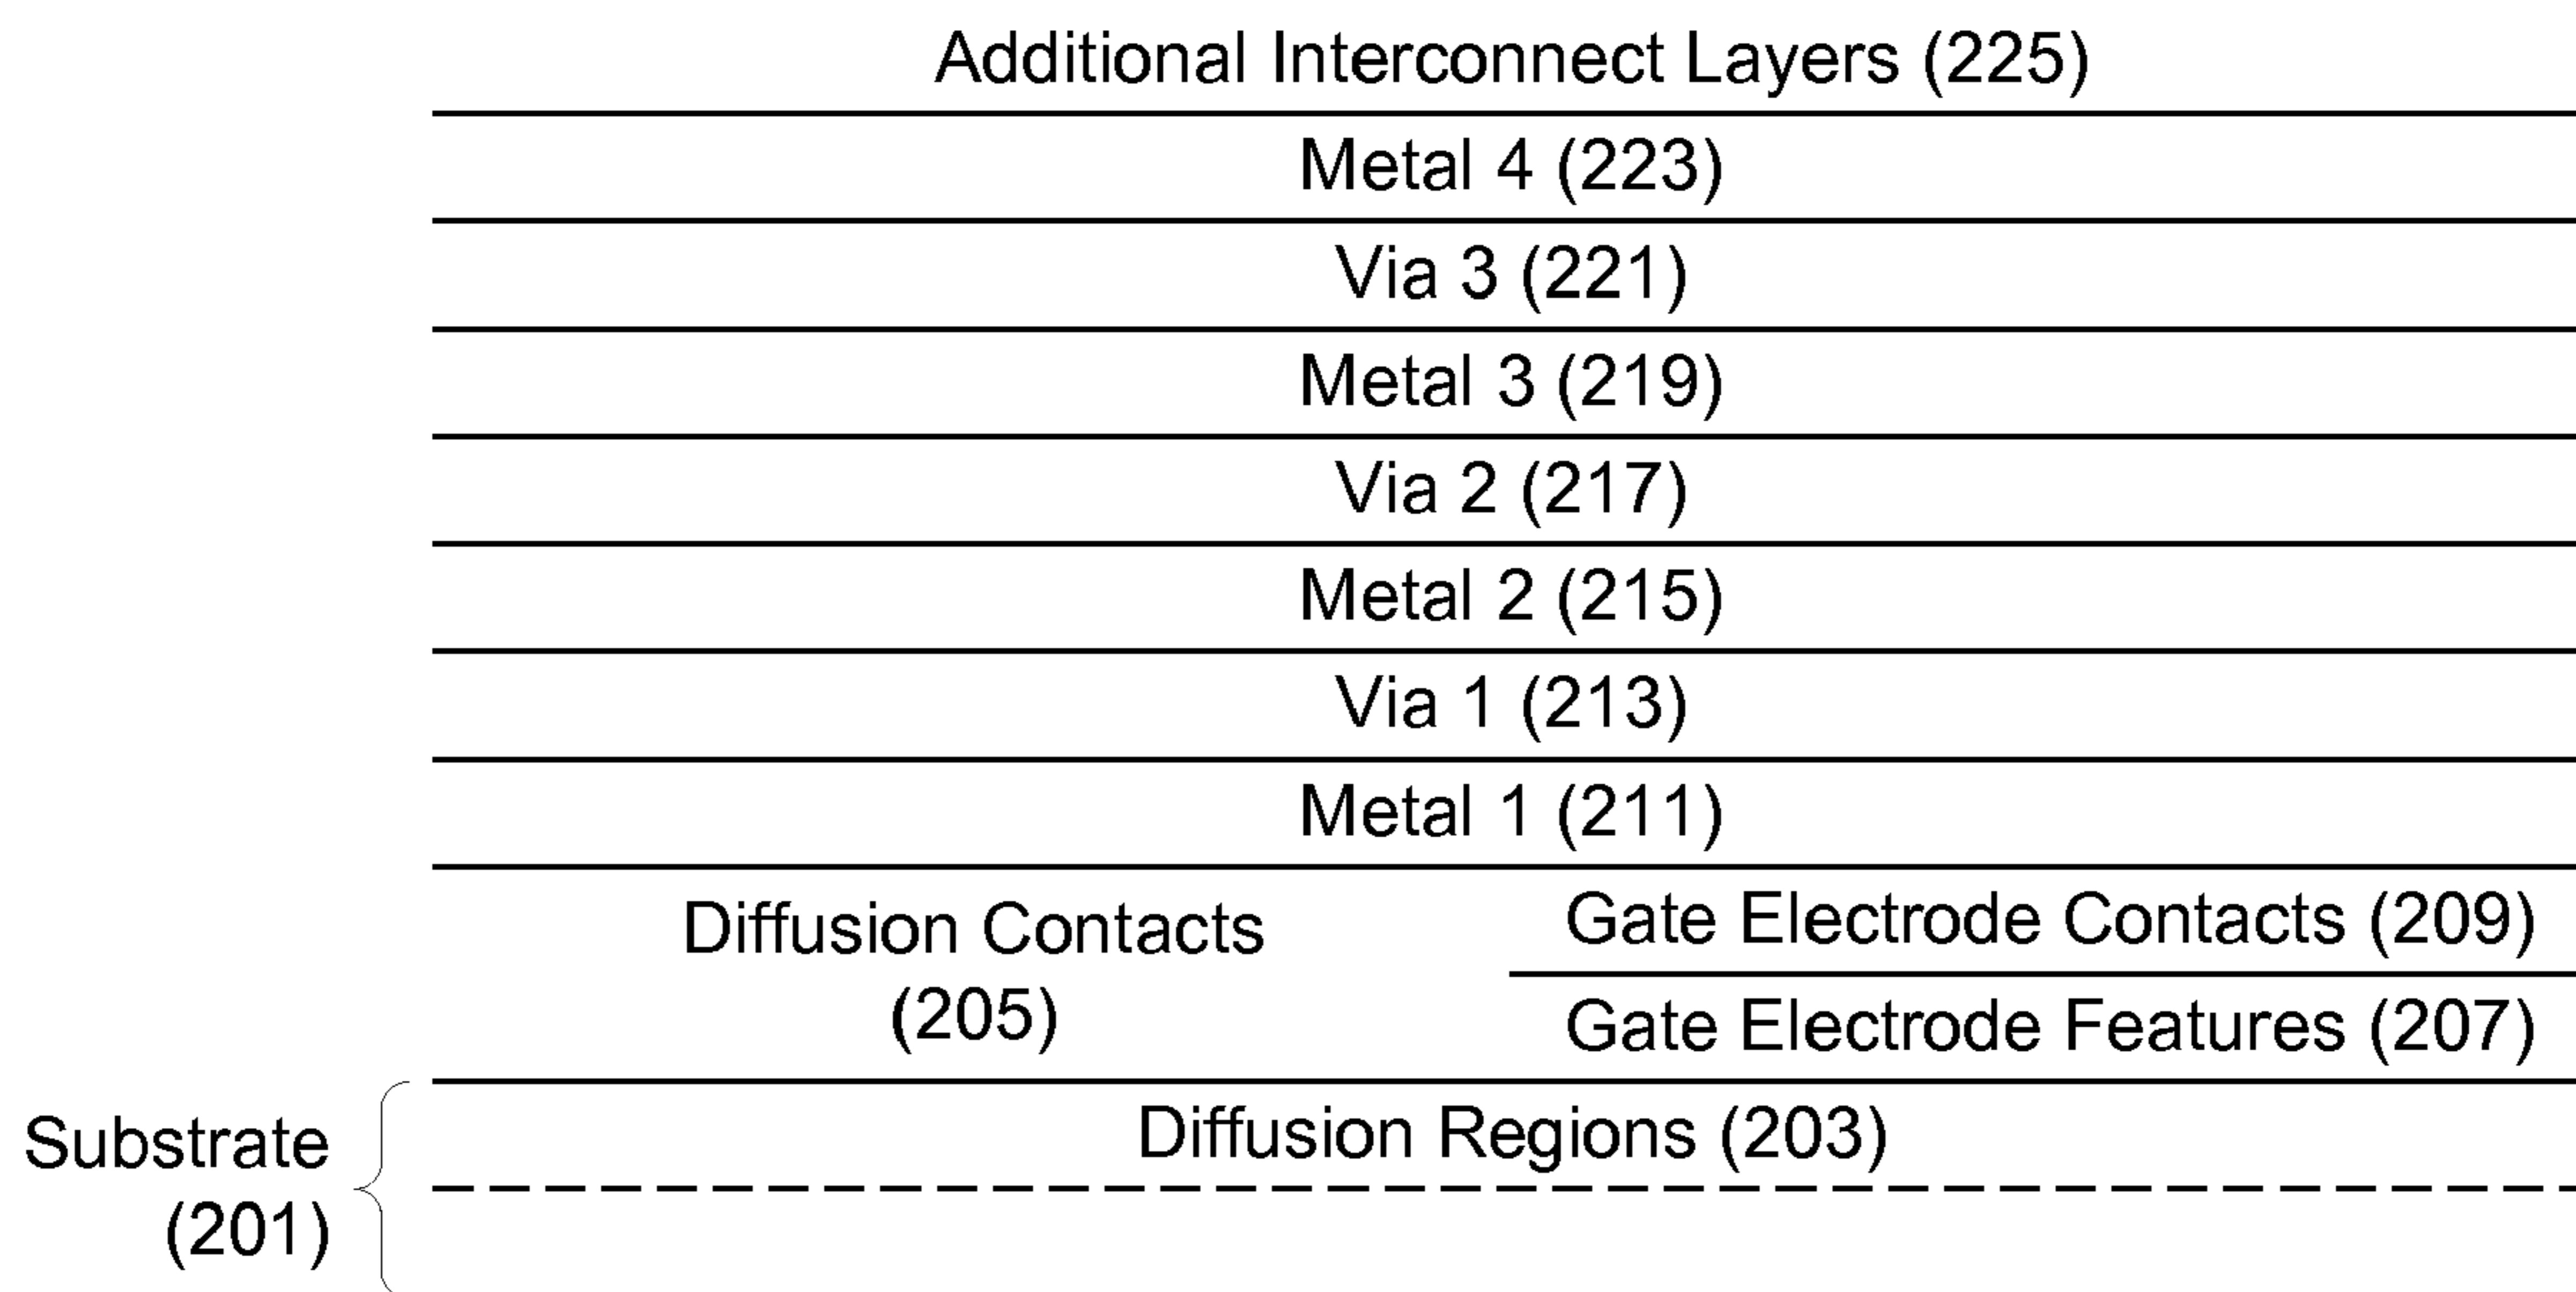 Additional Interconnect Layers (225)
Metal 4 (223)
Via 3 (221)
Metal 3 (219)
Via 2 (217)
Metal 2 (215)
Via 1 (213)
Metal 1 (211)
Diffusion Contacts
(205)
Gate Electrode Contacts (209)
Gate Electrode Features (207)
Substrate
(201)
Diffusion Regions (203)